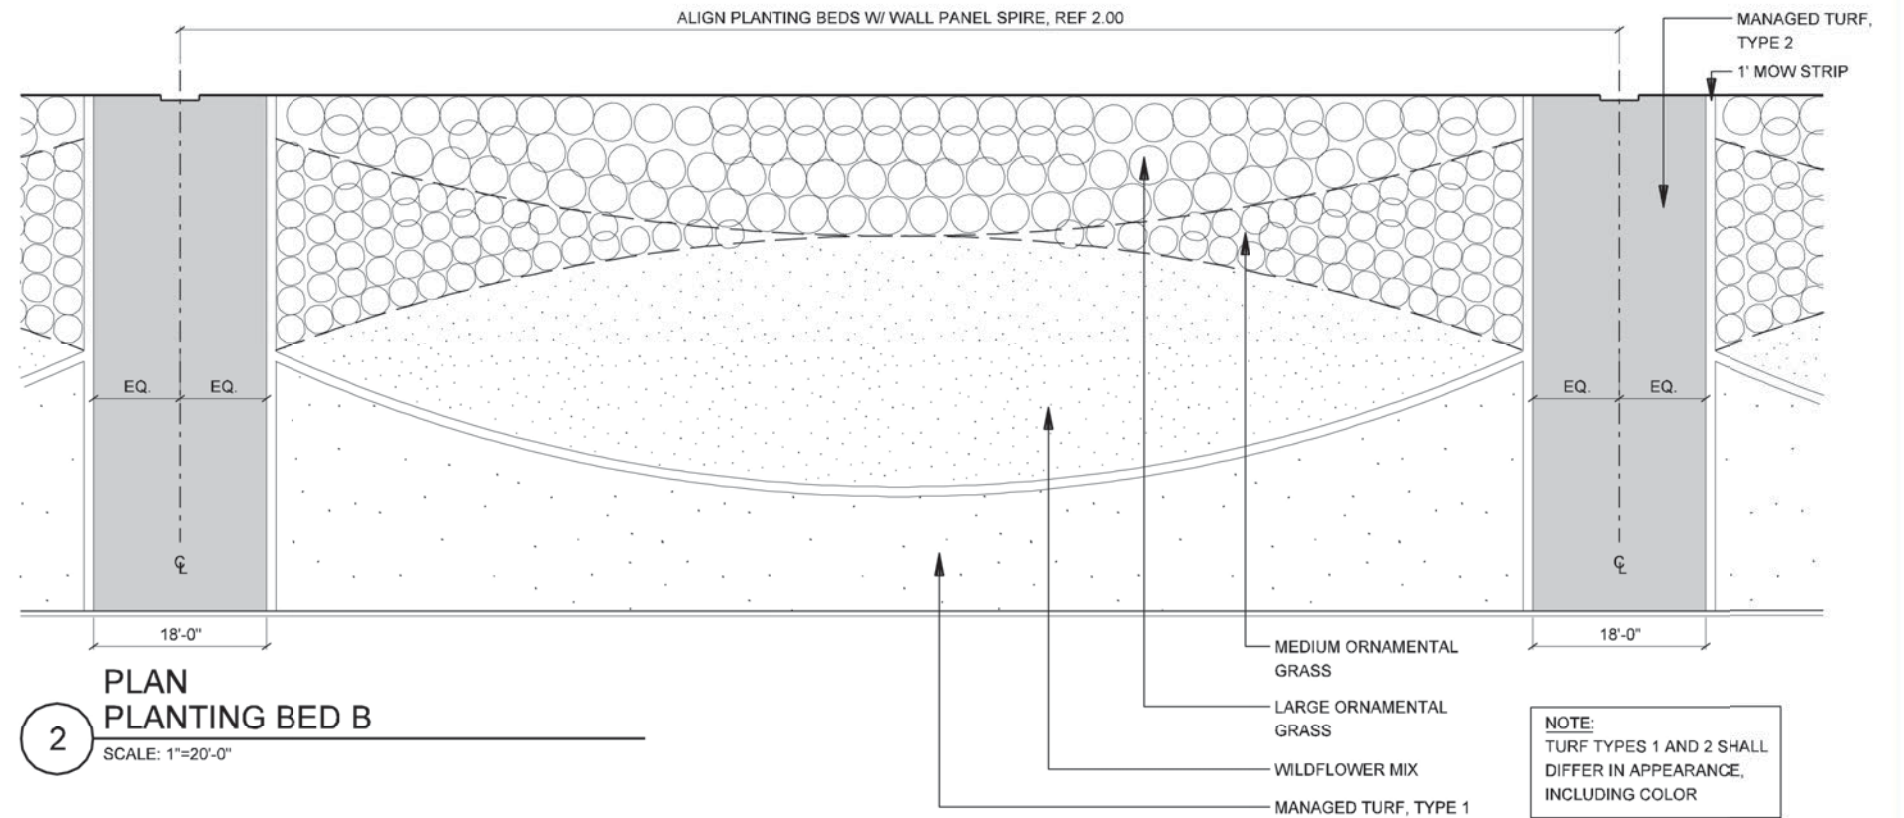 ALIGN PLANTING BEDS W/ WALL PANEL SPIRE, REF 2.00
MANAGED TURF,
TYPE 2
1' MOW STRIP
EQ. EQ.
EQ. EQ.
℄
℄
18'-0"
18'-0"
MEDIUM ORNAMENTAL
GRASS
LARGE ORNAMENTAL
GRASS
WILDFLOWER MIX
MANAGED TURF, TYPE 1
PLAN
PLANTING BED B
2
SCALE: 1"=20'-0"
NOTE:
TURF TYPES 1 AND 2 SHALL
DIFFER IN APPEARANCE,
INCLUDING COLOR